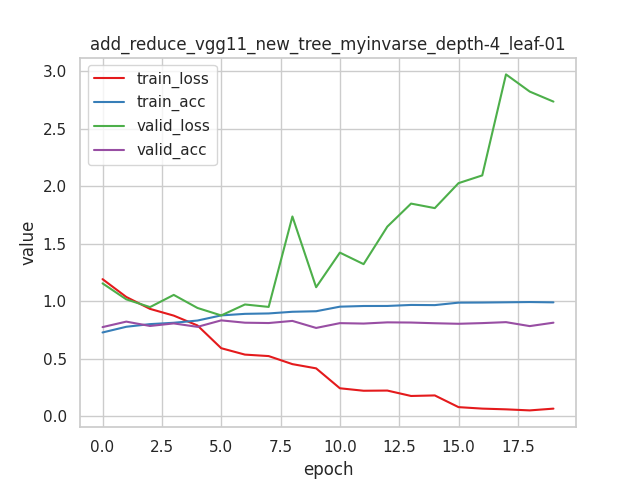 add_reduce_vgg11_new_tree_myinvarse_depth-4_leaf-01
train_loss
train_acc
valid_loss
valid_acc
3.0
2.5
2.0
1.5
1.0
0.5
0.0
value
0.0 2.5 5.0 7.5 10.0 12.5 15.0 17.5
epoch